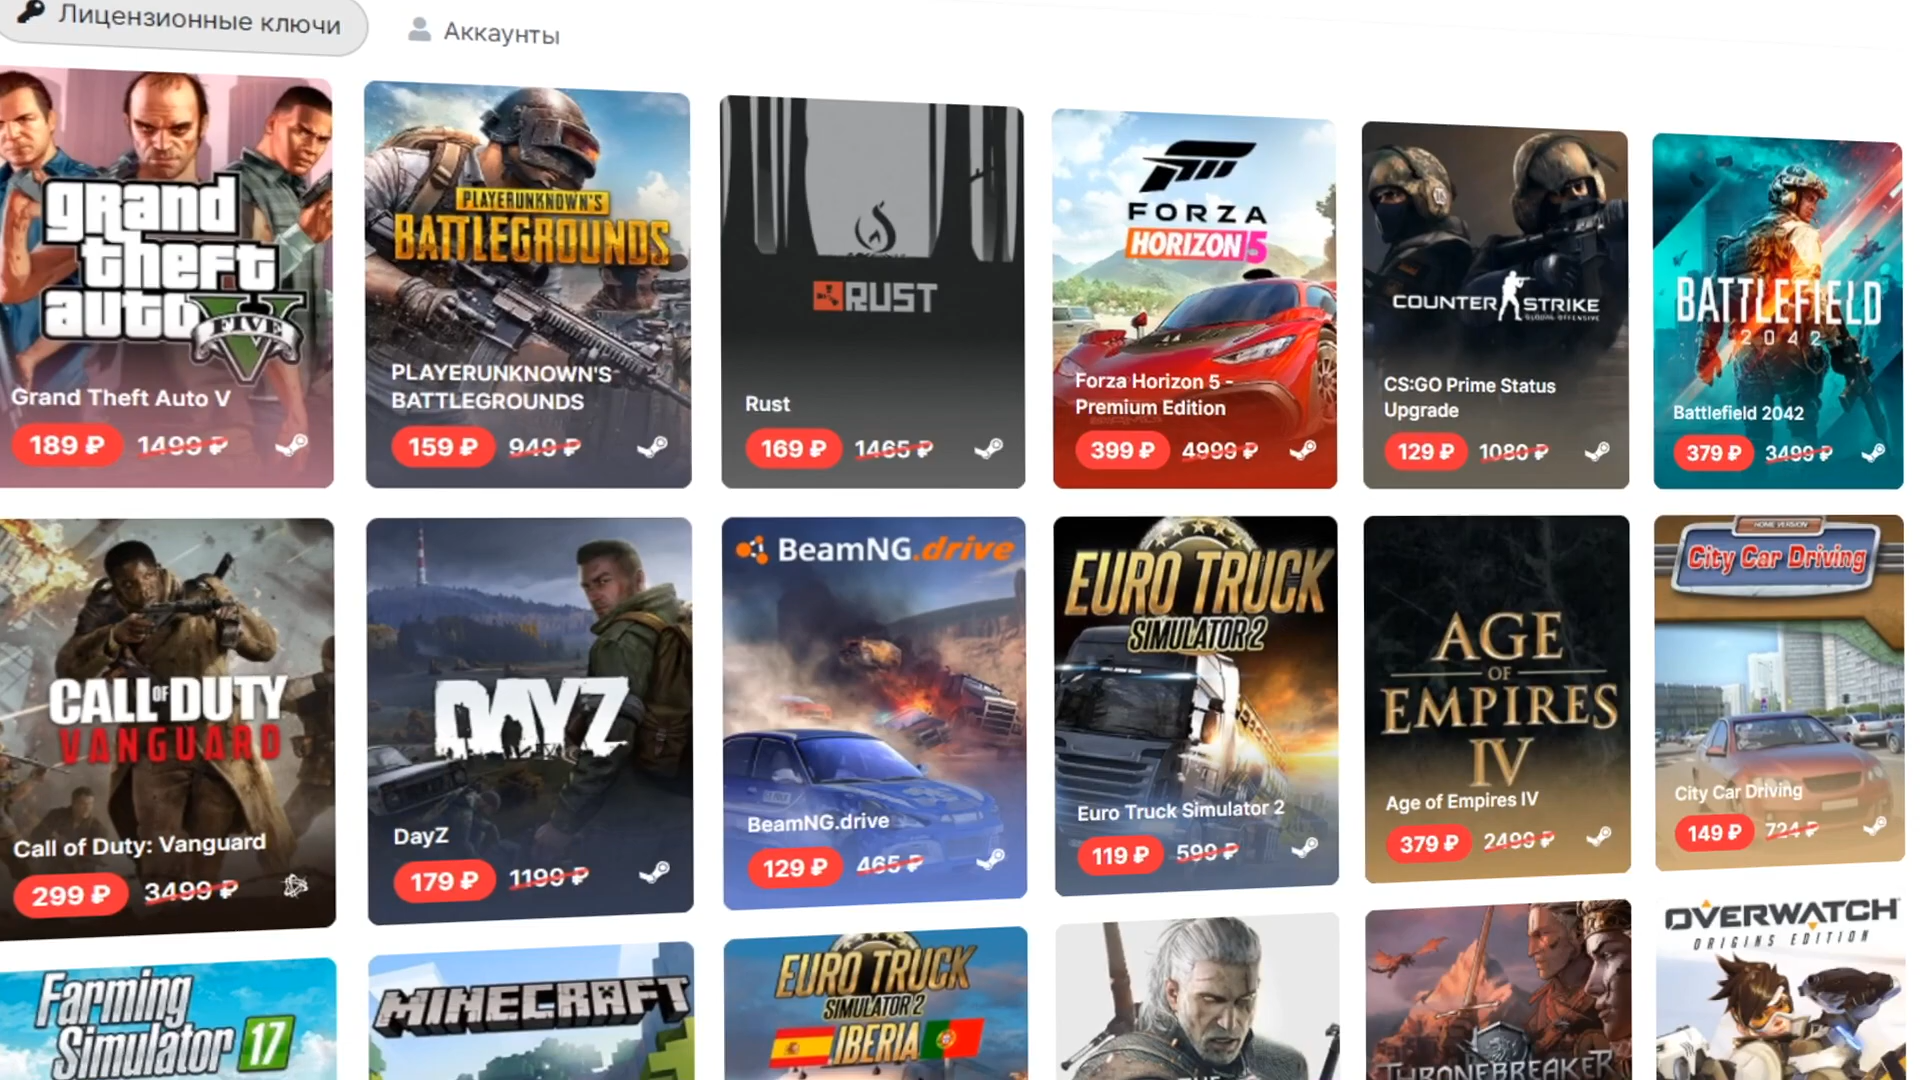 Лицензионные ключи
Аккаунты
grand
theft
auto
FIVE
Grand Theft Auto V
189 ₽ 1499 ₽
PLAYERUNKNOWN'S
BATTLEGROUNDS
PLAYERUNKNOWN'S
BATTLEGROUNDS
159 ₽ 949 ₽
RUST
Rust
169 ₽ 1465 ₽
FORZA
HORIZON 5
Forza Horizon 5 -
Premium Edition
399 ₽ 4999 ₽
COUNTER STRIKE
GLOBAL OFFENSIVE
CS:GO Prime Status
Upgrade
129 ₽ 1080 ₽
BATTLEFIELD
2042
Battlefield 2042
379 ₽ 3499 ₽
CALL OF DUTY
VANGUARD
Call of Duty: Vanguard
299 ₽ 3499 ₽
DAYZ
DayZ
179 ₽ 1199 ₽
BeamNG.drive
BeamNG.drive
129 ₽ 465 ₽
EURO TRUCK
SIMULATOR 2
Euro Truck Simulator 2
119 ₽ 599 ₽
AGE
OF
EMPIRES
IV
Age of Empires IV
379 ₽ 2499 ₽
HOME VERSION
City Car Driving
City Car Driving
149 ₽ 724 ₽
Farming
Simulator 17
MINECRAFT
EURO TRUCK
SIMULATOR 2
IBERIA
THRONEBREAKER
OVERWATCH
ORIGINS EDITION